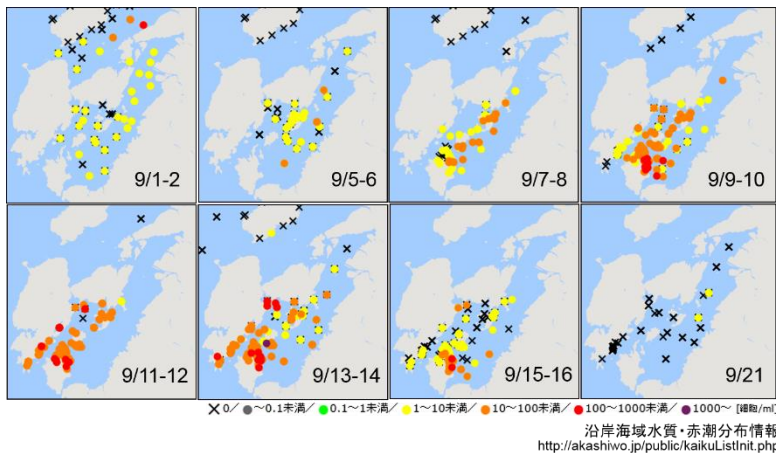 9/1-2
9/5-6
9/7-8
9/9-10
9/11-12
9/13-14
9/15-16
9/21
×0/ ●~0.1未満/ ●0.1~1未満/ ●1~10未満/ ●10~100未満/ ●100~1000未満/ ●1000~ [細胞/ml]
沿岸海域水質・赤潮分布情報
http://akashiwo.jp/public/kaikuListInit.php